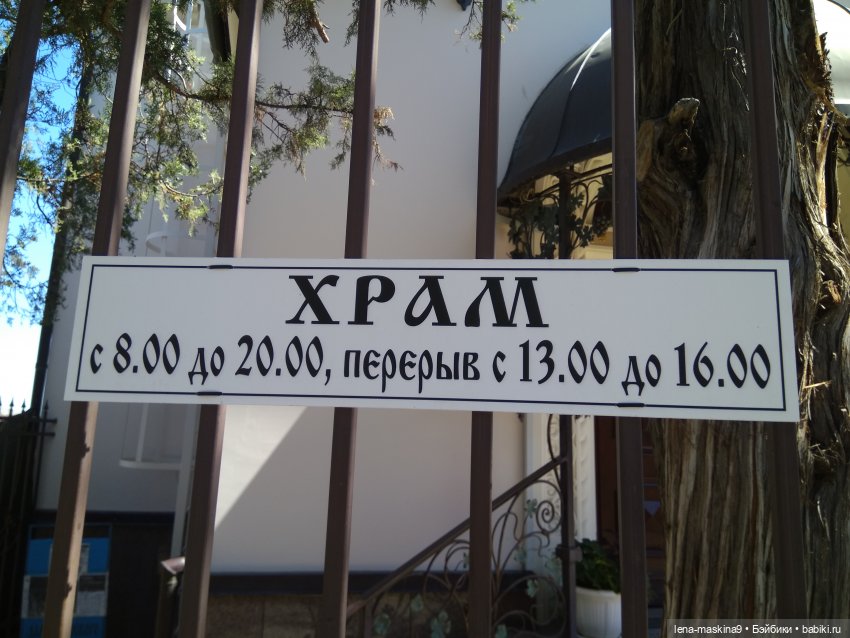 ХРАМ
с 8.00 до 20.00, перерыв с 13.00 до 16.00
lena-maskina9 • Бэйбики • babiki.ru